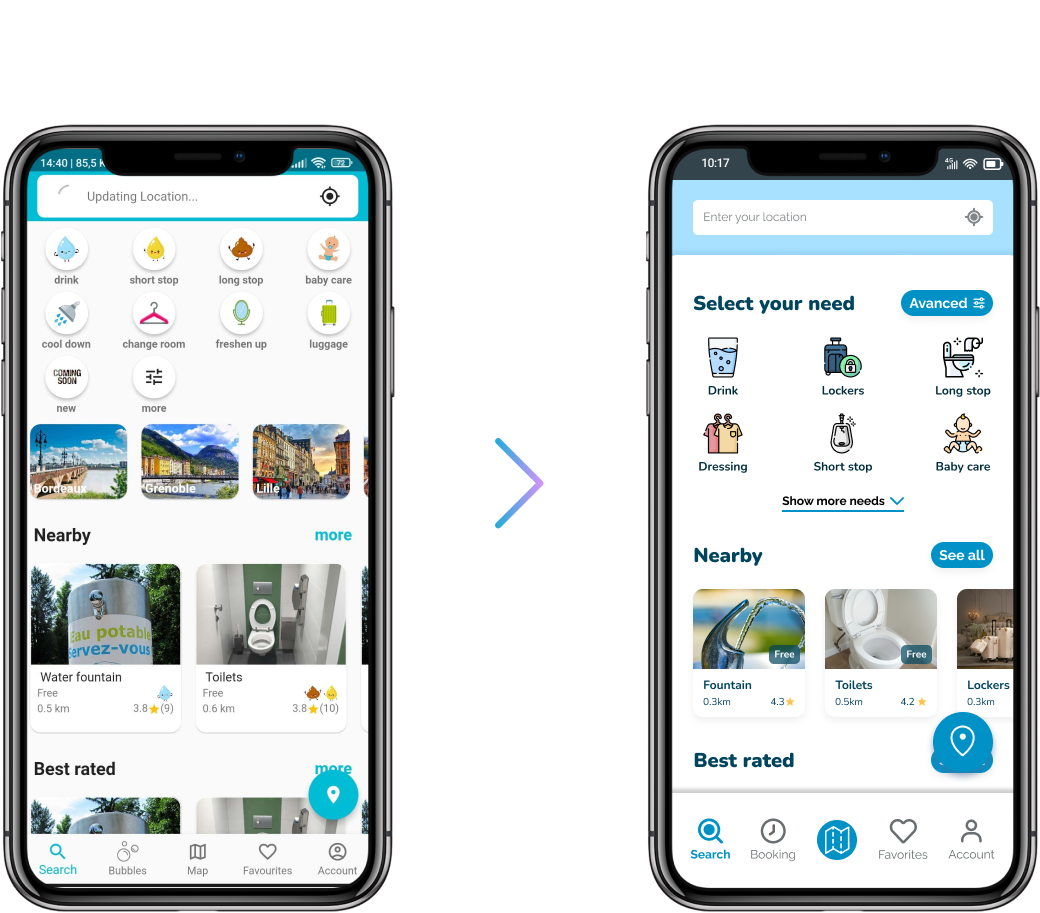 14:40 | 85,5
72
Updating Location...
drink
short stop
long stop
baby care
cool down
change room
freshen up
luggage
COMING
SOON
new
more
Bordeaux
Grenoble
Lille
Nearby
more
Eau potable
servez-vous
Water fountain
Free
0.5 km
3.8
(9)
Toilets
Free
0.6 km
3.8
(10)
Best rated
more
Search
Bubbles
Map
Favourites
Account
10:17
4G
Enter your location
Select your need
Avanced
Drink
Lockers
Long stop
Dressing
Short stop
Baby care
Show more needs
Nearby
See all
Free
Fountain
0.3km
4.3
Free
Toilets
0.5km
4.2
Lockers
0.3km
Best rated
Search
Booking
Favorites
Account